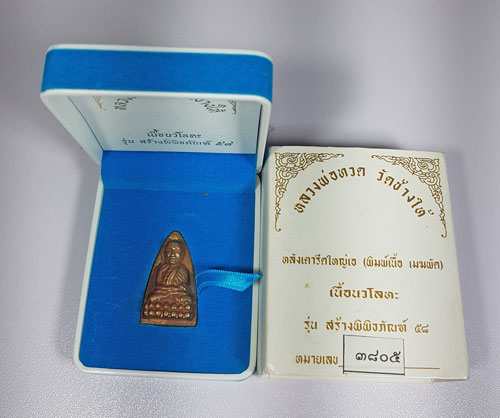 เนื้อนวโลหะ
รุ่น สร้างพิพิธภัณฑ์ ๕๘
หลวงพ่อทวด วัดช้างให้
หลังเตารีดใหญ่เอ (พิมพ์เนื้อ เมฆพัด)
เนื้อนวโลหะ
รุ่น สร้างพิพิธภัณฑ์ ๕๘
หมายเลข ๓๘๐๕